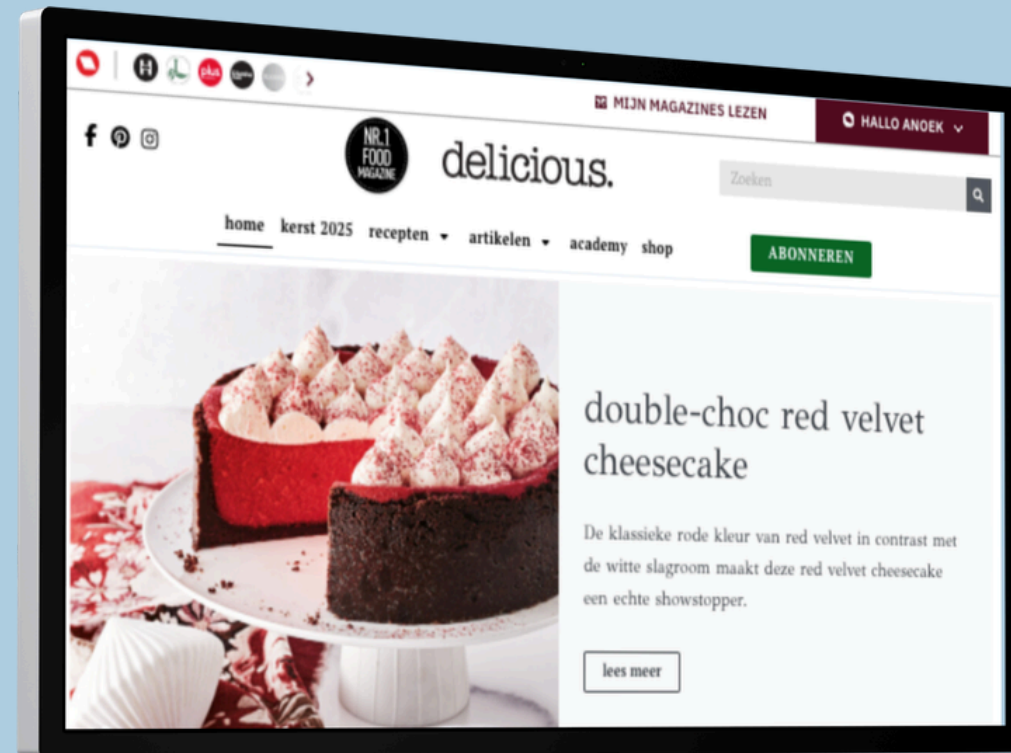 H
plus
MIJN MAGAZINES LEZEN
HALLO ANOEK
NR.1
FOOD
MAGAZINE
delicious.
Zoeken
home kerst 2025 recepten artikelen academy shop
ABONNEREN
double-choc red velvet
cheesecake
De klassieke rode kleur van red velvet in contrast met
de witte slagroom maakt deze red velvet cheesecake
een echte showstopper.
lees meer